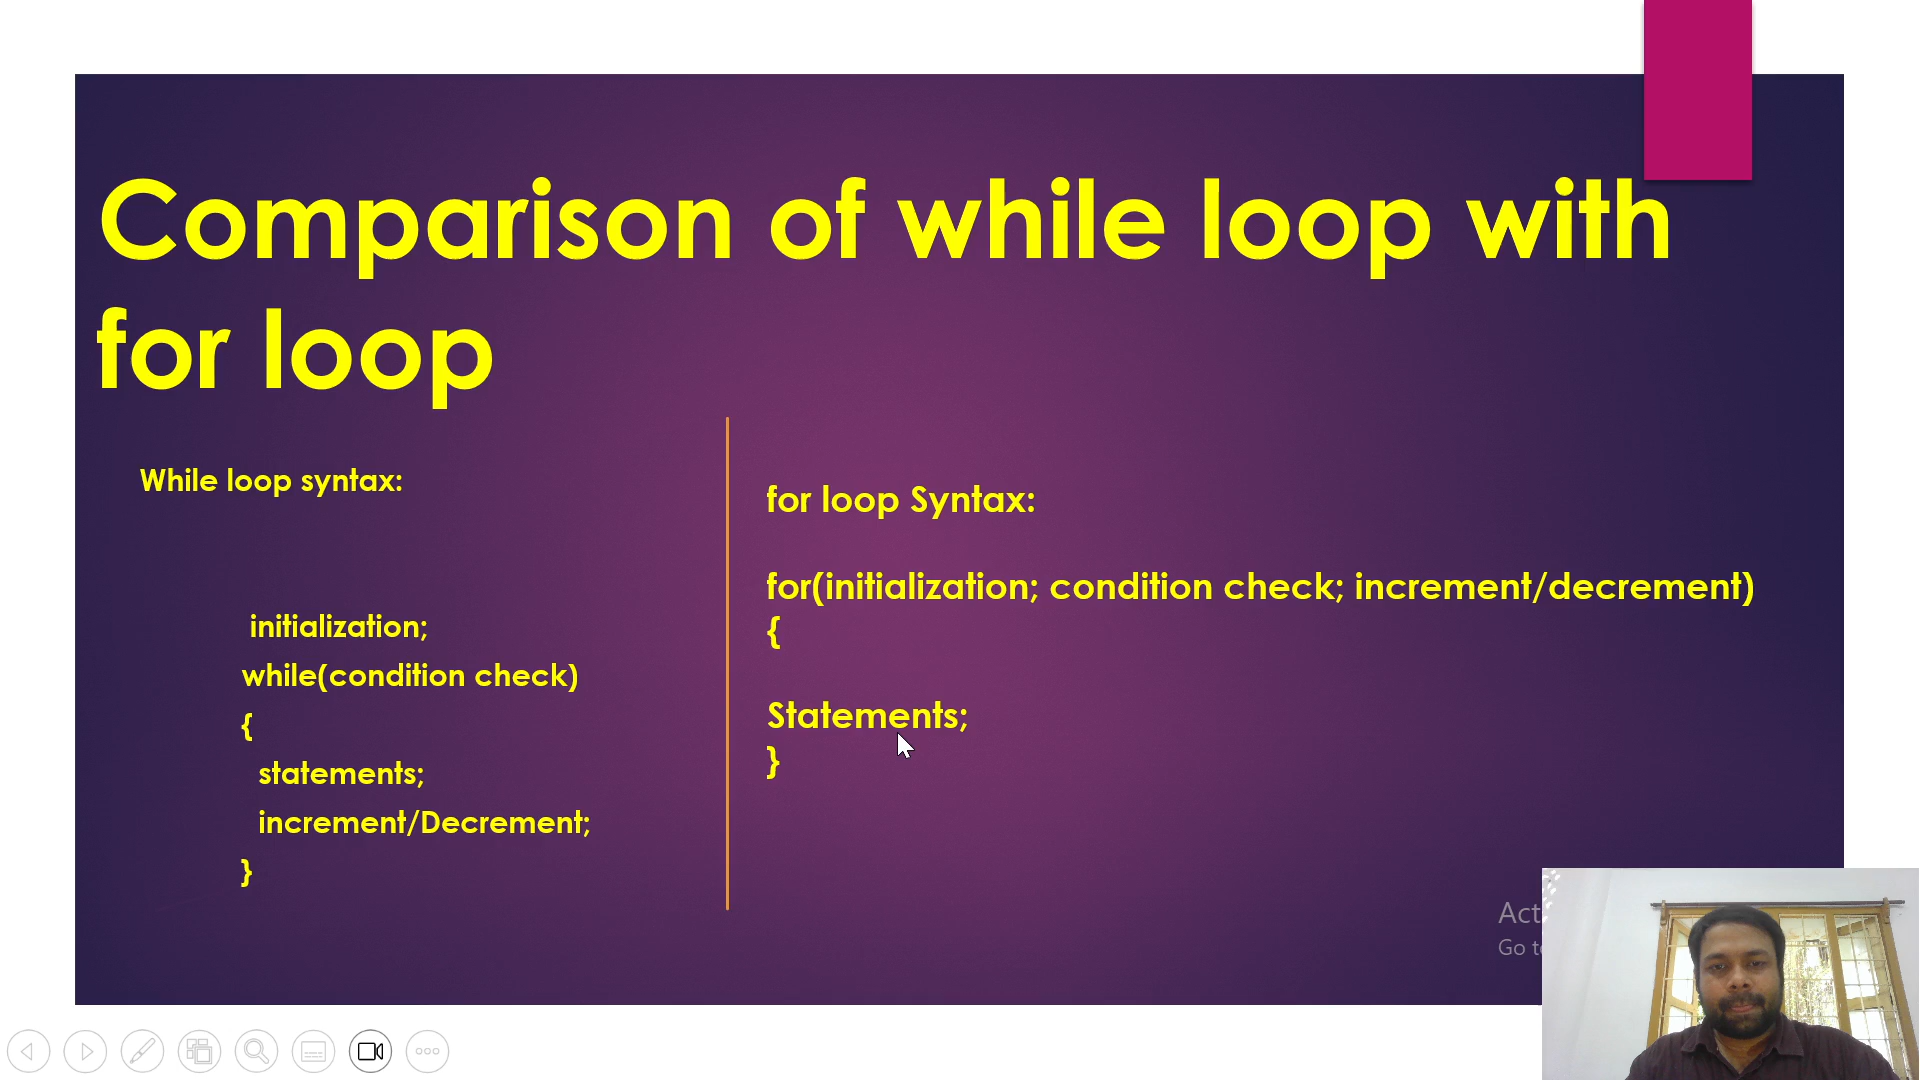 Comparison of while loop with
for loop
While loop syntax:
initialization;
while(condition check)
{
statements;
increment/Decrement;
}
for loop Syntax:
for(initialization; condition check; increment/decrement)
{
Statements;
}
Act
Go to